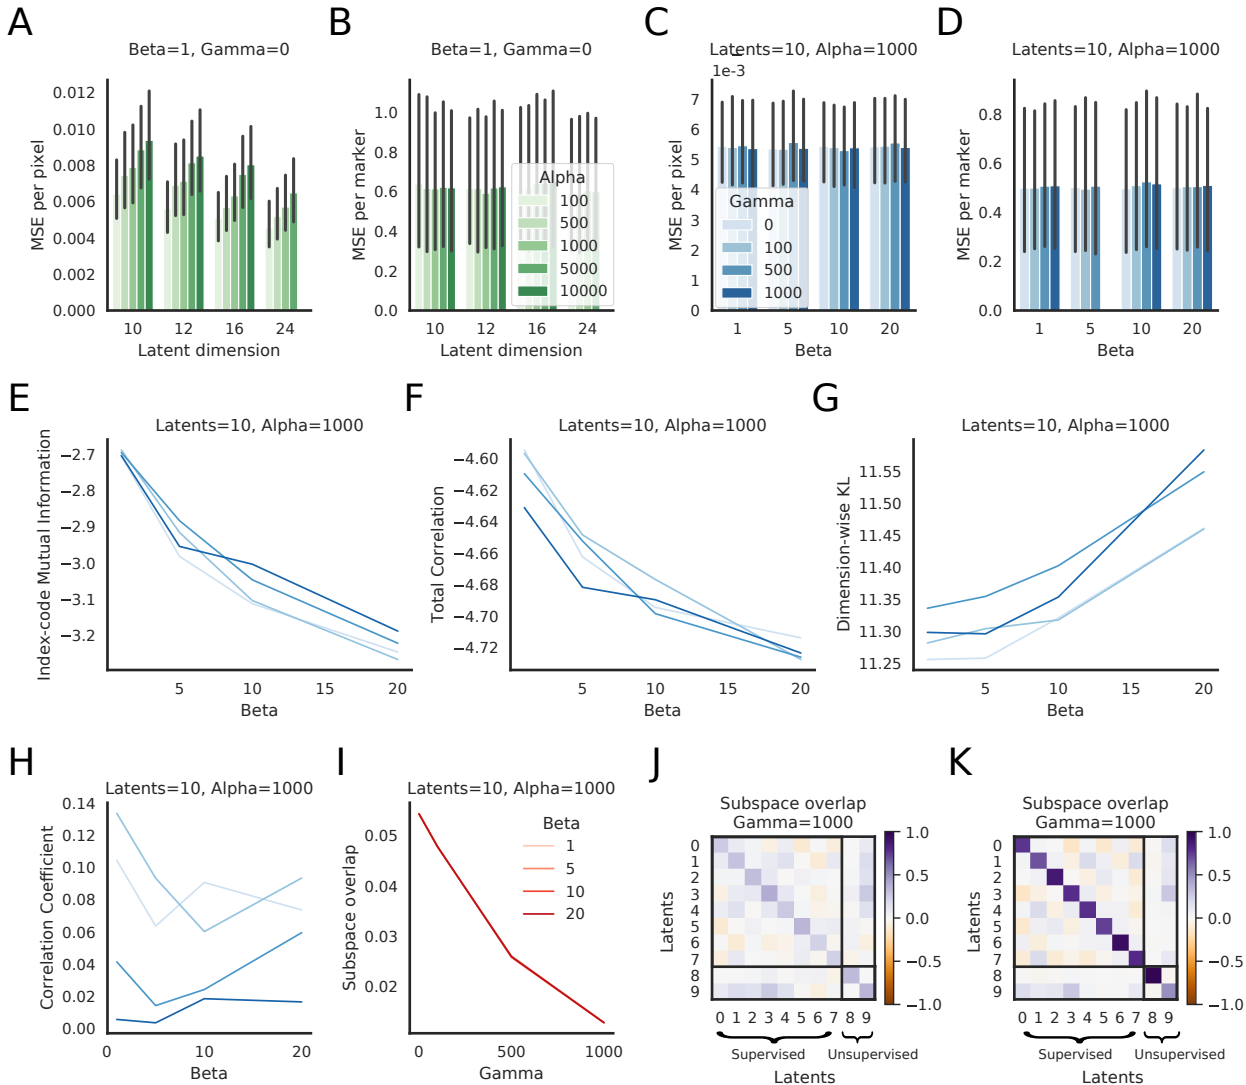 A
B
C
D
Beta=1, Gamma=0
Beta=1, Gamma=0
Latents=10, Alpha=1000
Latents=10, Alpha=1000
1e-3
MSE per pixel
0.012
0.010
0.008
0.006
0.004
0.002
0.000
10 12 16 24
Latent dimension
MSE per marker
1.0
0.8
0.6
0.4
0.2
0.0
10 12 16 24
Latent dimension
Alpha
100
500
1000
5000
10000
MSE per pixel
7
6
5
4
3
2
1
0
1 5 10 20
Beta
Gamma
0
100
500
1000
MSE per marker
0.8
0.6
0.4
0.2
0.0
1 5 10 20
Beta
E
F
G
Latents=10, Alpha=1000
Latents=10, Alpha=1000
Latents=10, Alpha=1000
Index-code Mutual Information
−2.7
−2.8
−2.9
−3.0
−3.1
−3.2
5 10 15 20
Beta
Total Correlation
−4.60
−4.62
−4.64
−4.66
−4.68
−4.70
−4.72
5 10 15 20
Beta
Dimension-wise KL
11.55
11.50
11.45
11.40
11.35
11.30
11.25
5 10 15 20
Beta
H
I
J
K
Latents=10, Alpha=1000
Latents=10, Alpha=1000
Correlation Coefficient
0.14
0.12
0.10
0.08
0.06
0.04
0.02
0.00
0 10 20
Beta
Subspace overlap
0.05
0.04
0.03
0.02
0 500 1000
Gamma
Beta
1
5
10
20
Subspace overlap
Gamma=1000
Latents
0
1
2
3
4
5
6
7
8
9
0 1 2 3 4 5 6 7 8 9
Supervised Unsupervised
Latents
1.0
0.5
0.0
−0.5
−1.0
Subspace overlap
Gamma=1000
Latents
0
1
2
3
4
5
6
7
8
9
0 1 2 3 4 5 6 7 8 9
Supervised Unsupervised
Latents
1.0
0.5
0.0
−0.5
−1.0